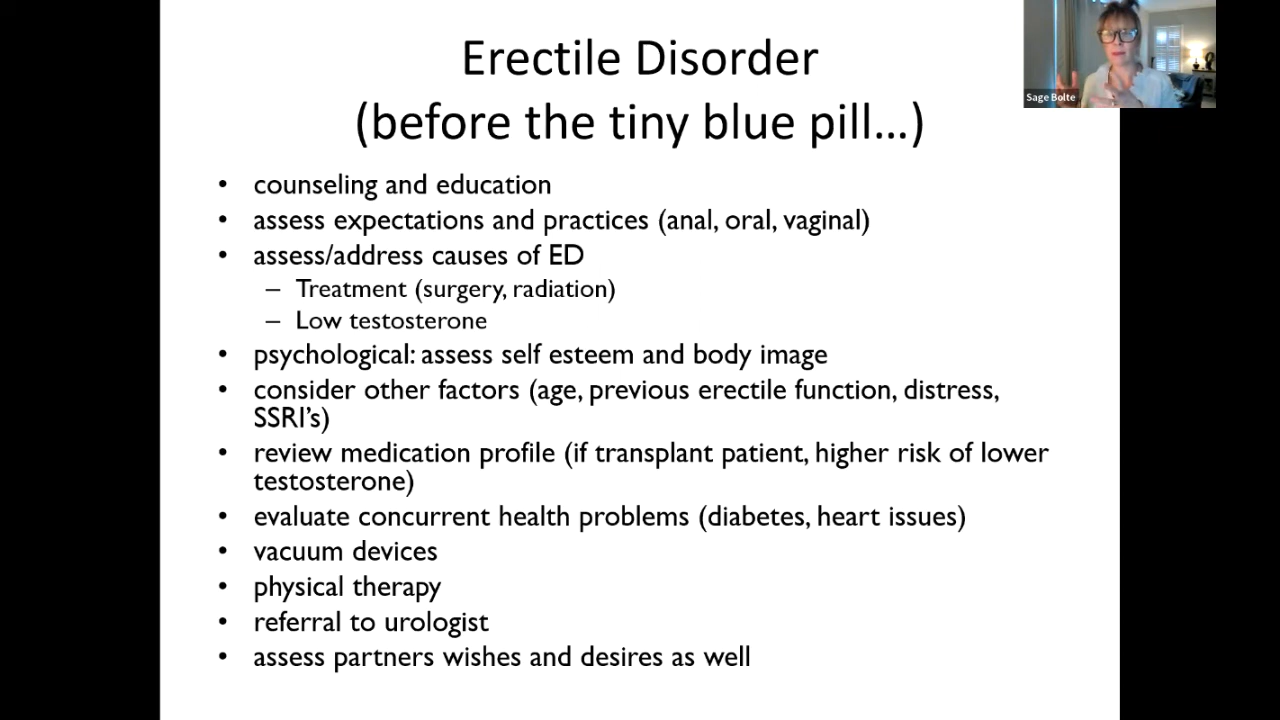 Erectile Disorder
(before the tiny blue pill…)
Sage Bolte
• counseling and education
• assess expectations and practices (anal, oral, vaginal)
• assess/address causes of ED
– Treatment (surgery, radiation)
– Low testosterone
• psychological: assess self esteem and body image
• consider other factors (age, previous erectile function, distress,
SSRI’s)
• review medication profile (if transplant patient, higher risk of lower
testosterone)
• evaluate concurrent health problems (diabetes, heart issues)
• vacuum devices
• physical therapy
• referral to urologist
• assess partners wishes and desires as well